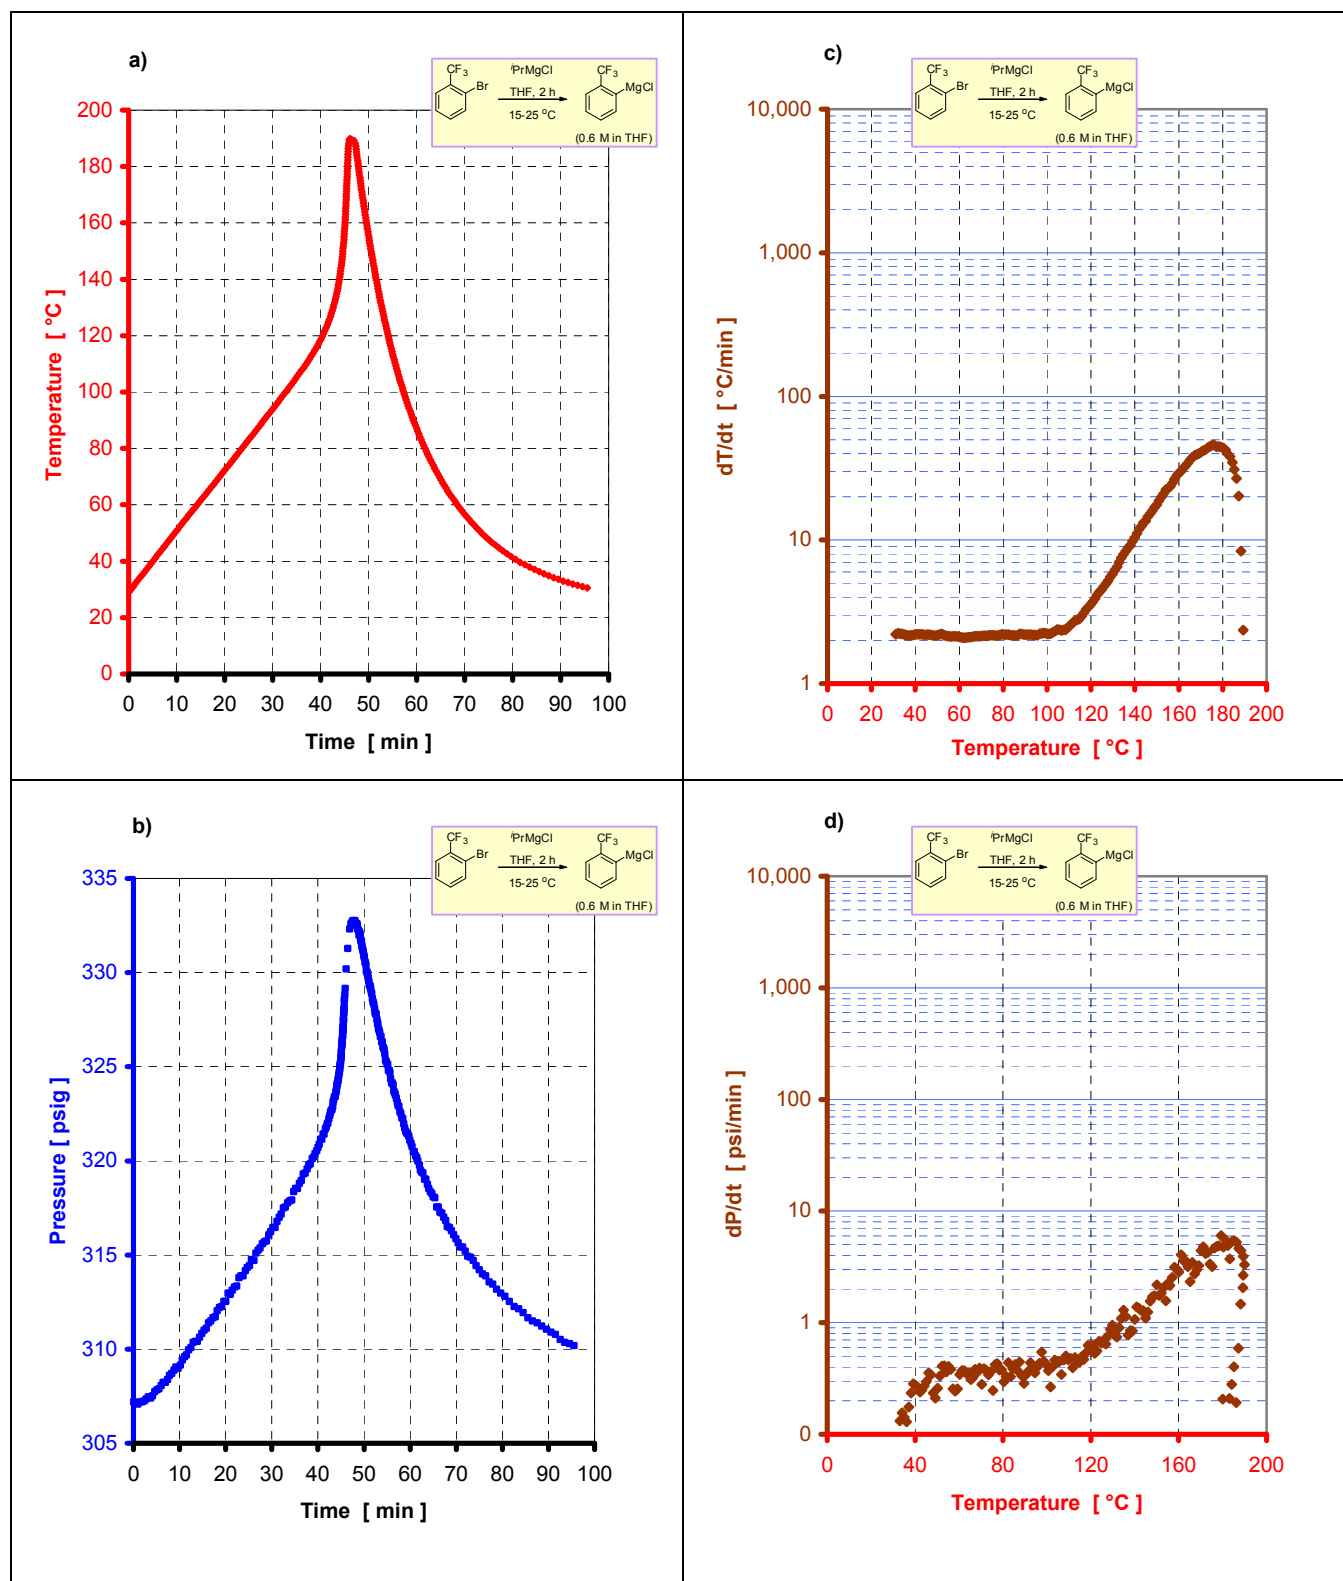 a)
CF3
Br
iPrMgCl
THF, 2 h
15-25 °C
CF3
MgCl
(0.6 M in THF)
200
180
160
140
120
100
80
60
40
20
0
Temperature [ °C ]
0 10 20 30 40 50 60 70 80 90 100
Time [ min ]
c)
CF3
Br
iPrMgCl
THF, 2 h
15-25 °C
CF3
MgCl
(0.6 M in THF)
10,000
1,000
100
10
1
dT/dt [ °C/min ]
0 20 40 60 80 100 120 140 160 180 200
Temperature [ °C ]
b)
CF3
Br
iPrMgCl
THF, 2 h
15-25 °C
CF3
MgCl
(0.6 M in THF)
335
330
325
320
315
310
305
Pressure [ psig ]
0 10 20 30 40 50 60 70 80 90 100
Time [ min ]
d)
CF3
Br
iPrMgCl
THF, 2 h
15-25 °C
CF3
MgCl
(0.6 M in THF)
10,000
1,000
100
10
1
0
dP/dt [ psi/min ]
0 40 80 120 160 200
Temperature [ °C ]